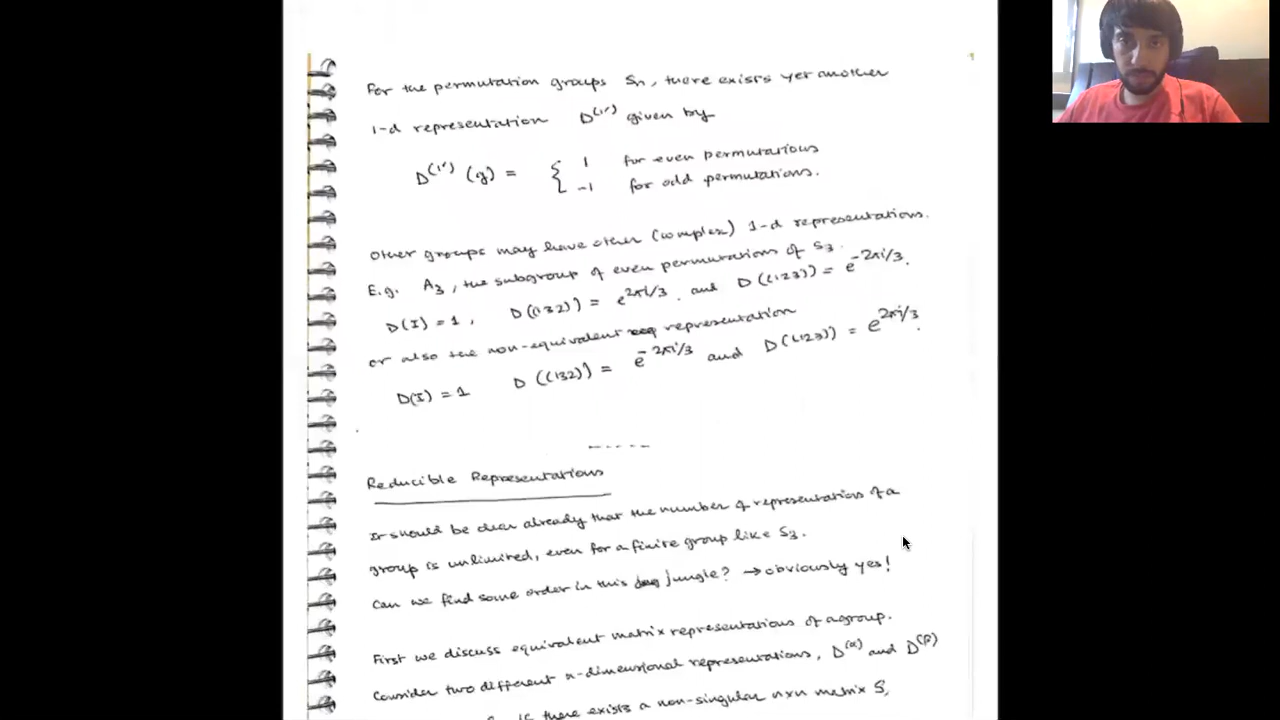 For the permutation groups Sn, there exists yet another
1-d representation D^(1') given by
D^(1') (g) = { 1 for even permutations
-1 for odd permutations.
Other groups may have other (complex) 1-d representations.
E.g. A3, the subgroup of even permutations of S3.
D(I) = 1, D((132)) = e^2πi/3 and D((123)) = e^-2πi/3.
or also the non-equivalent representation
D(I) = 1 D((132)) = e^-2πi/3 and D((123)) = e^2πi/3.
-----
Reducible Representations
It should be clear already that the number of representations of a
group is unlimited, even for a finite group like S3.
Can we find some order in this jungle? → obviously yes!
First we discuss equivalent matrix representations of a group.
Consider two different n-dimensional representations, D^(α) and D^(β)
If there exists a non-singular n×n matrix S,